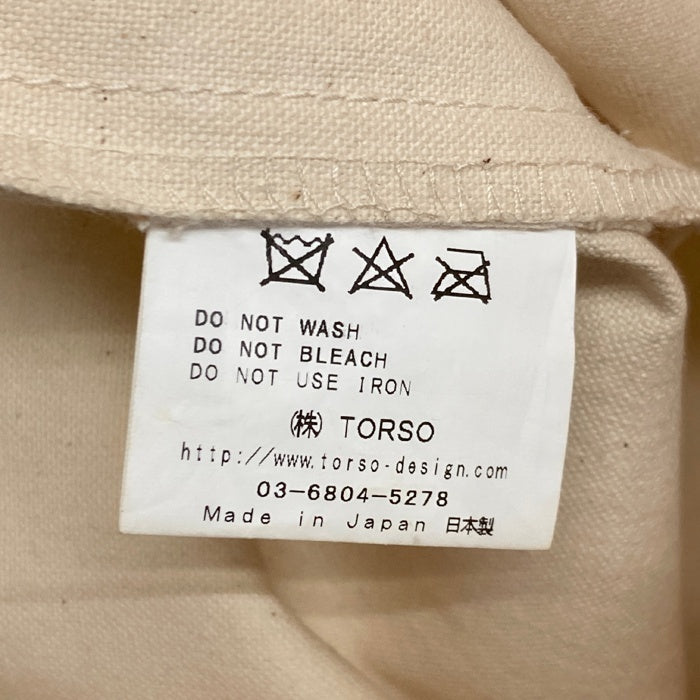 DO NOT WASH
DO NOT BLEACH
DO NOT USE IRON
㈱ TORSO
http://www.torso-design.com
03-6804-5278
Made in Japan 日本製